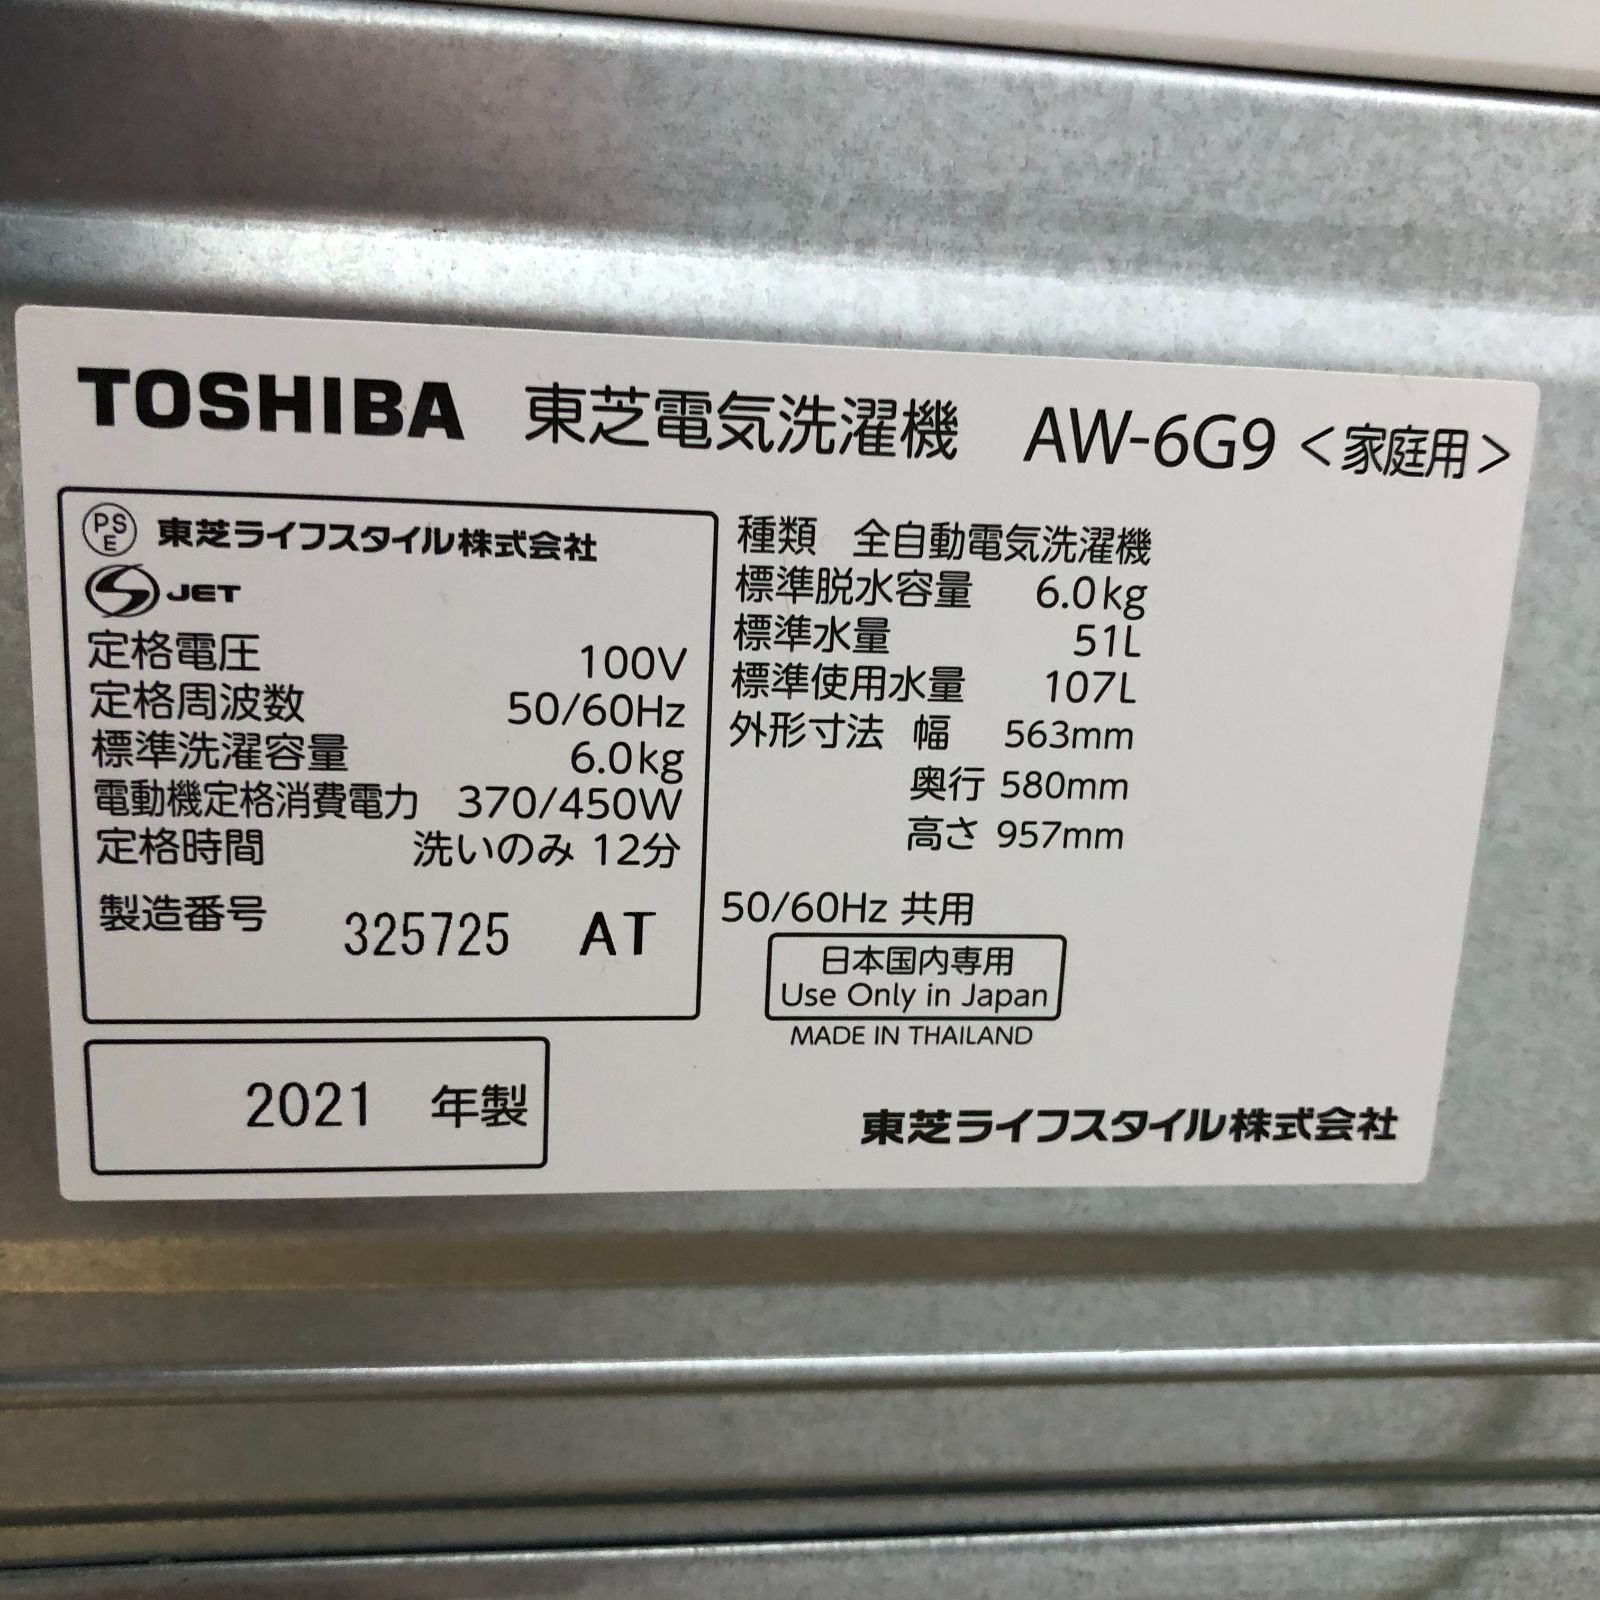 TOSHIBA 東芝電気洗濯機 AW-6G9 <家庭用>
PSE 東芝ライフスタイル株式会社
S JET
定格電圧 100V
定格周波数 50/60Hz
標準洗濯容量 6.0kg
電動機定格消費電力 370/450W
定格時間 洗いのみ 12分
製造番号 325725 AT
2021 年製
種類 全自動電気洗濯機
標準脱水容量 6.0kg
標準水量 51L
標準使用水量 107L
外形寸法 幅 563mm
奥行 580mm
高さ 957mm
50/60Hz 共用
日本国内専用
Use Only in Japan
MADE IN THAILAND
東芝ライフスタイル株式会社